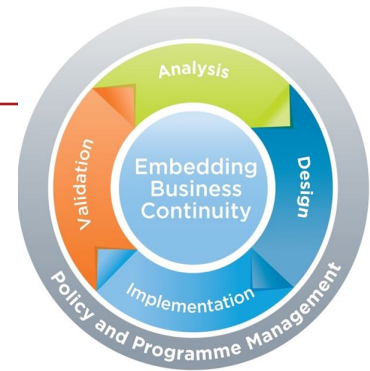 Analysis
Design
Implementation
Validation
Embedding
Business
Continuity
Policy and Programme Management